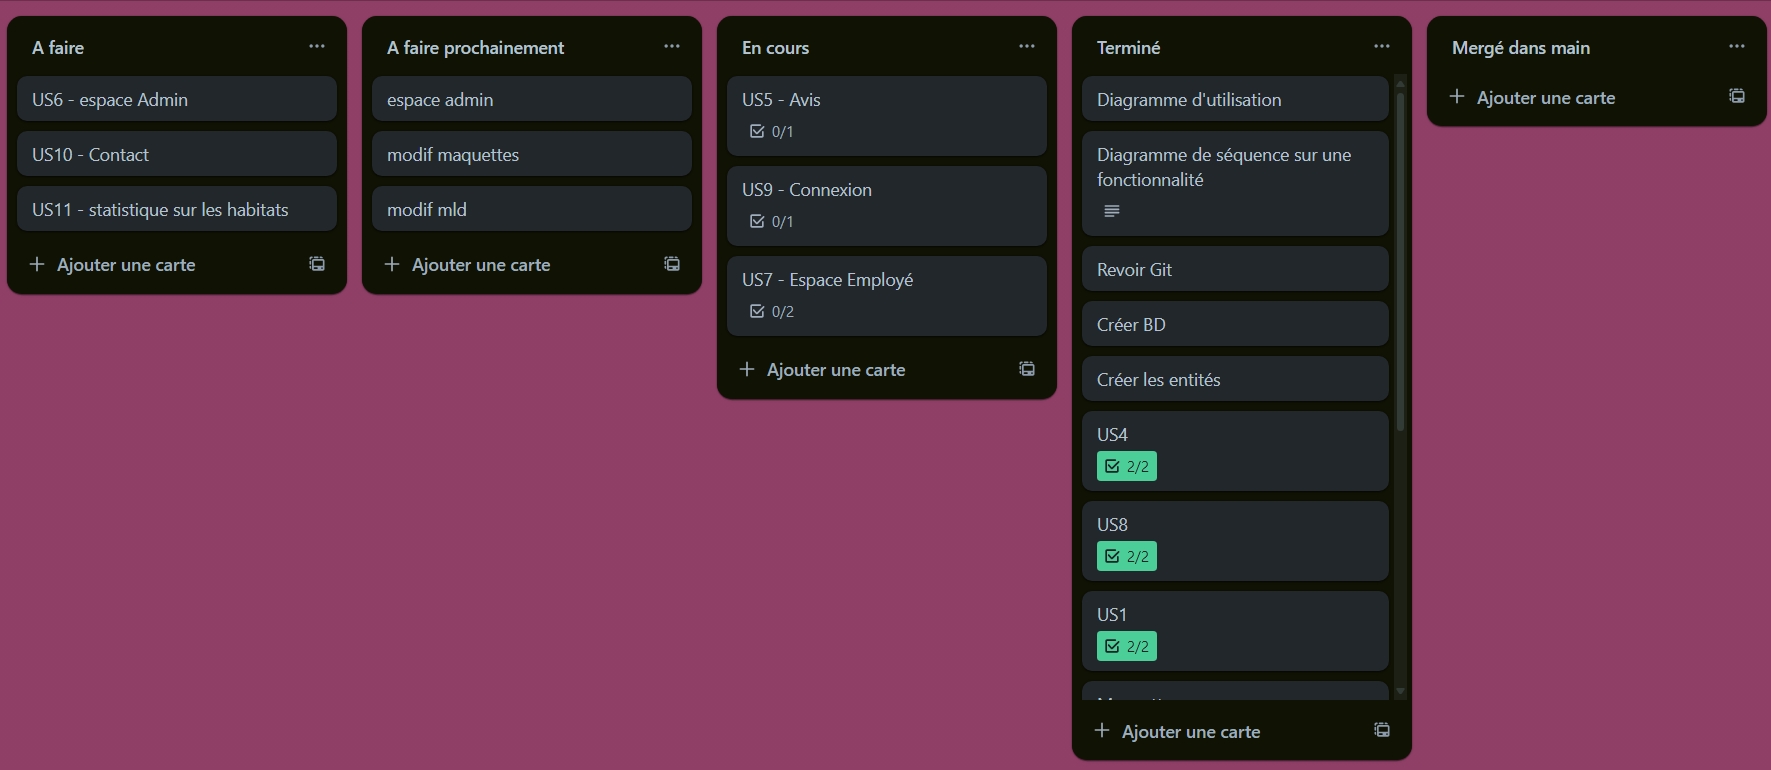 A faire
US6 - espace Admin
US10 - Contact
US11 - statistique sur les habitats
Ajouter une carte
A faire prochainement
espace admin
modif maquettes
modif mld
Ajouter une carte
En cours
US5 - Avis
0/1
US9 - Connexion
0/1
US7 - Espace Employé
0/2
Ajouter une carte
Terminé
Diagramme d'utilisation
Diagramme de séquence sur une
fonctionnalité
Revoir Git
Créer BD
Créer les entités
US4
2/2
US8
2/2
US1
2/2
Ajouter une carte
Mergé dans main
Ajouter une carte